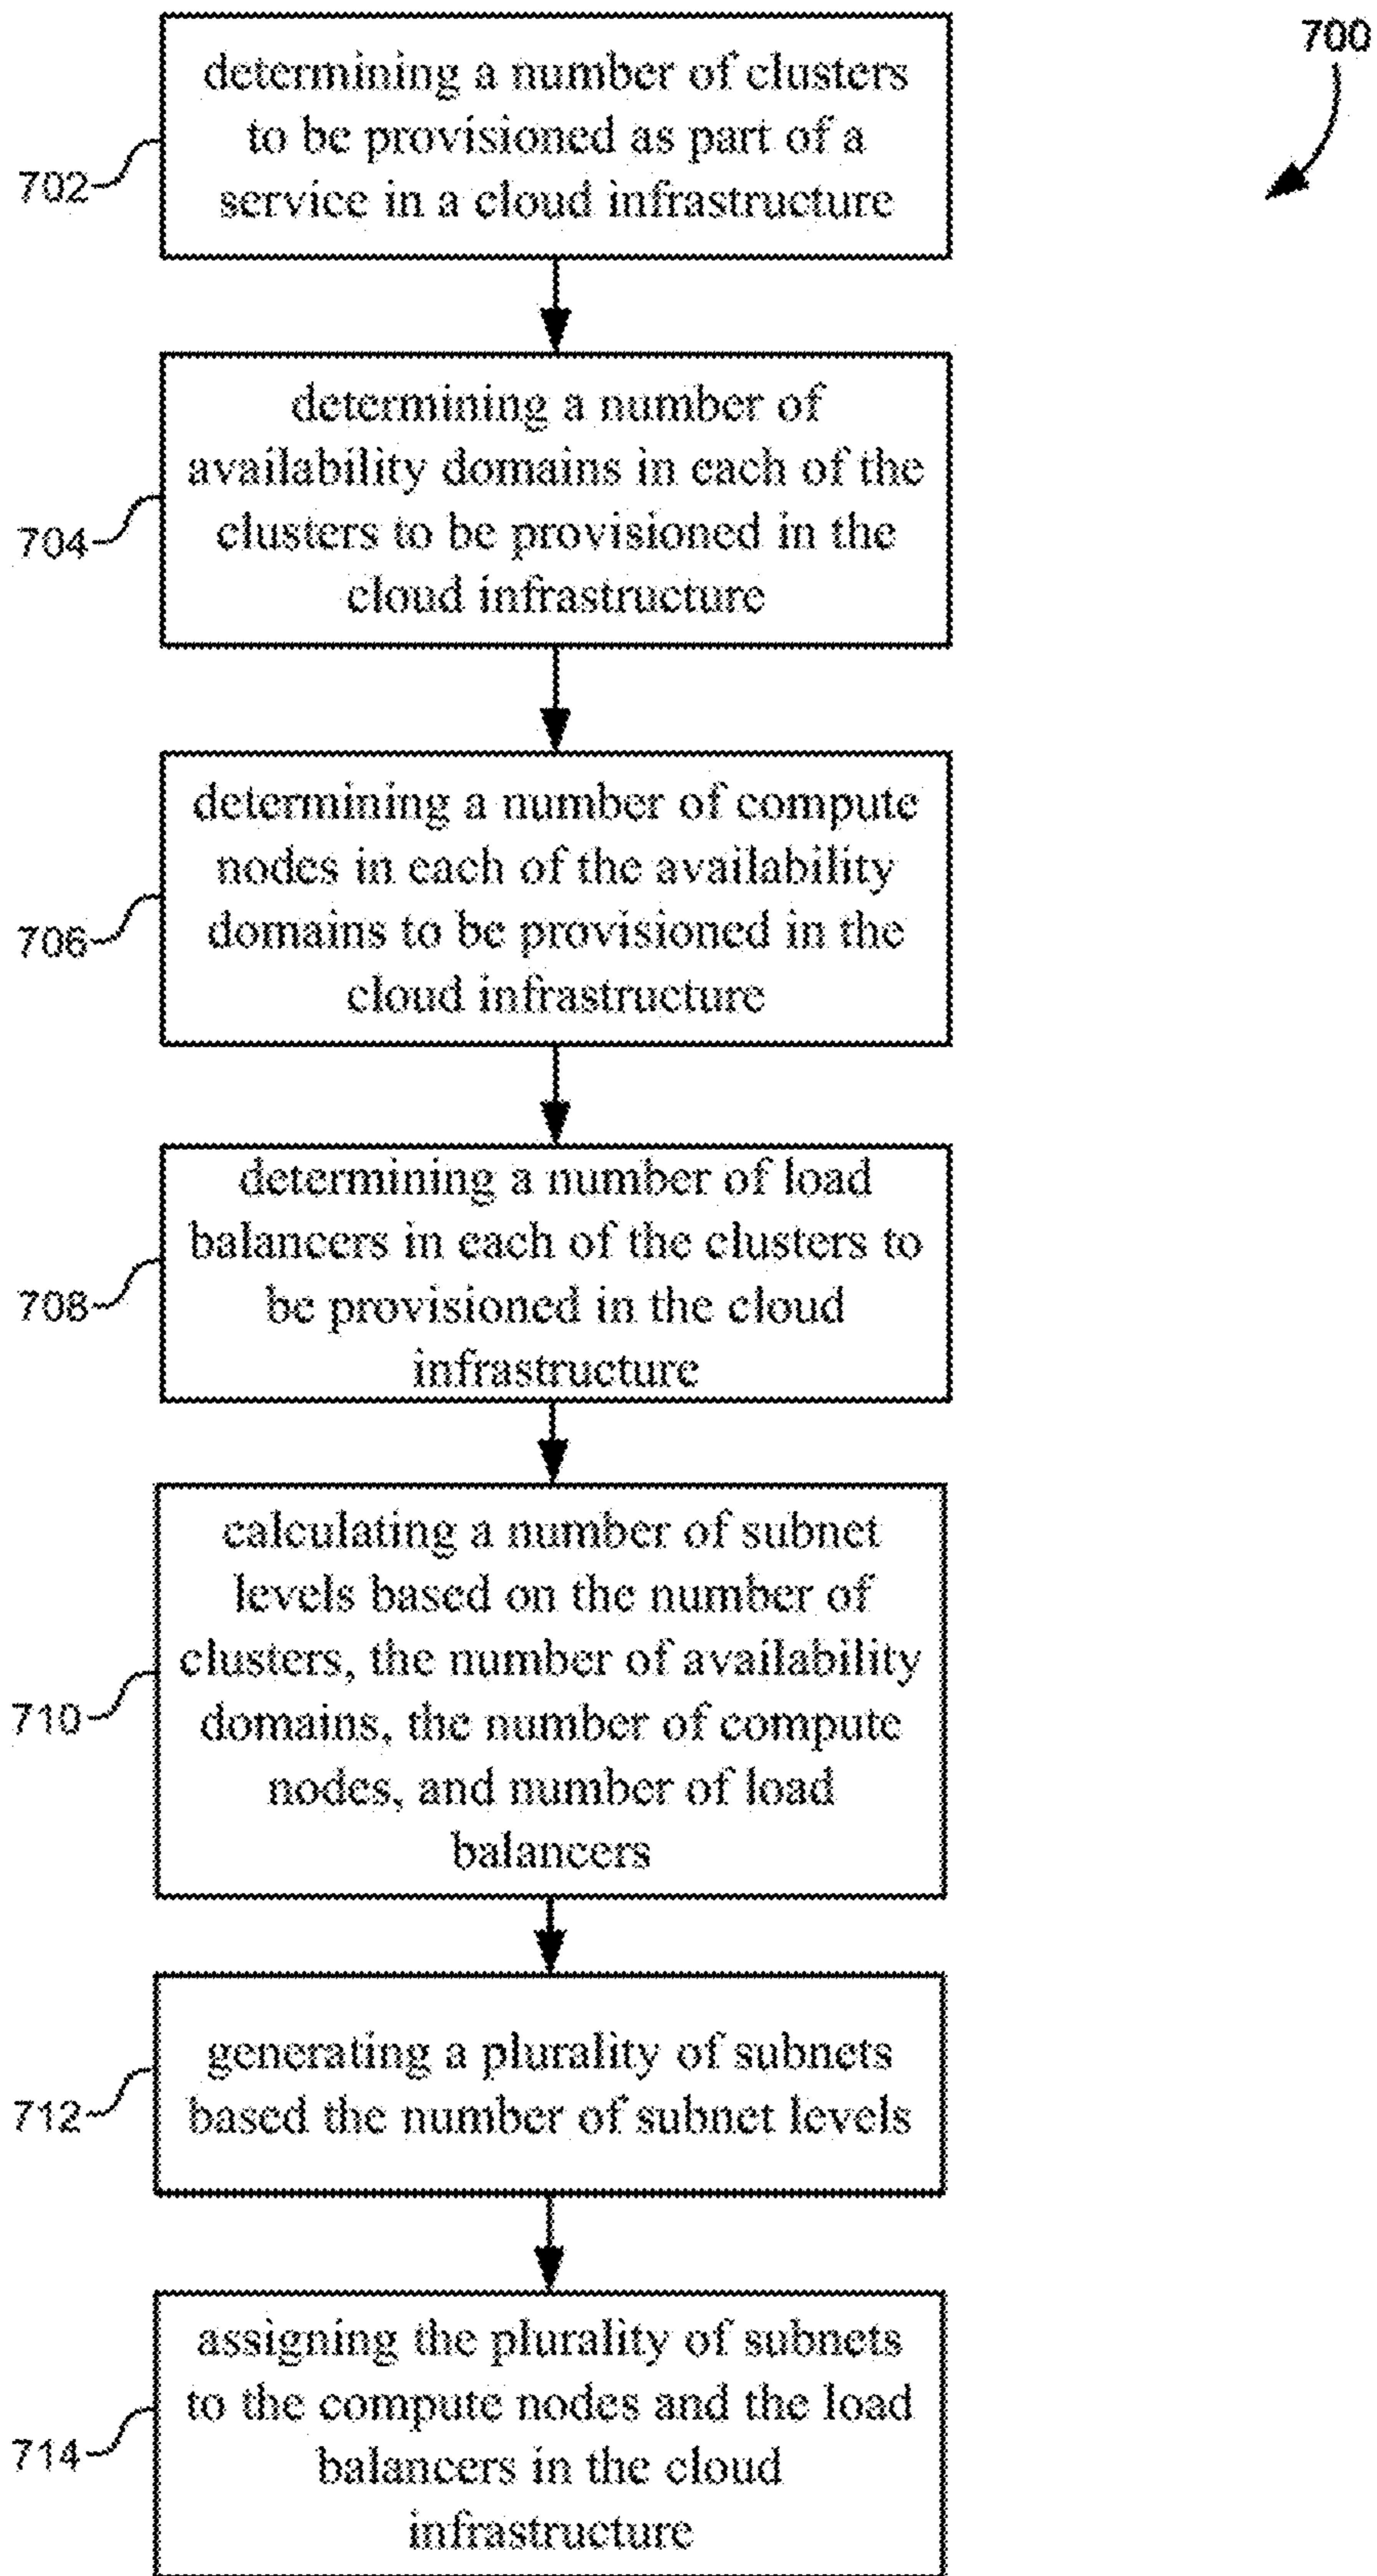 700
determining a number of clusters
to be provisioned as part of a
service in a cloud infrastructure
702
determining a number of
availability domains in each of the
clusters to be provisioned in the
cloud infrastructure
704
determining a number of compute
nodes in each of the availability
domains to be provisioned in the
cloud infrastructure
706
determining a number of load
balancers in each of the clusters to
be provisioned in the cloud
infrastructure
708
calculating a number of subnet
levels based on the number of
clusters, the number of availability
domains, the number of compute
nodes, and number of load
balancers
710
generating a plurality of subnets
based the number of subnet levels
712
assigning the plurality of subnets
to the compute nodes and the load
balancers in the cloud
infrastructure
714